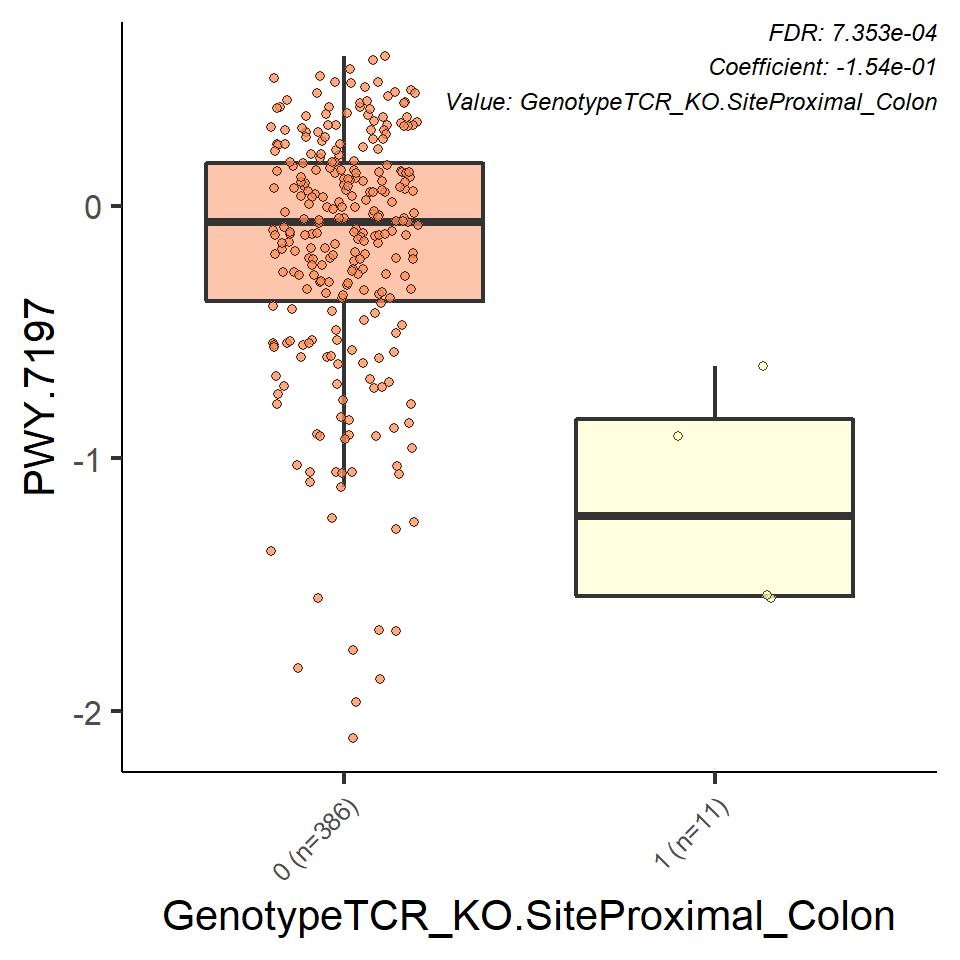 FDR: 7.353e-04
Coefficient: -1.54e-01
Value: GenotypeTCR_KO.SiteProximal_Colon
PWY.7197
0
-1
-2
0 (n=386)
1 (n=11)
GenotypeTCR_KO.SiteProximal_Colon